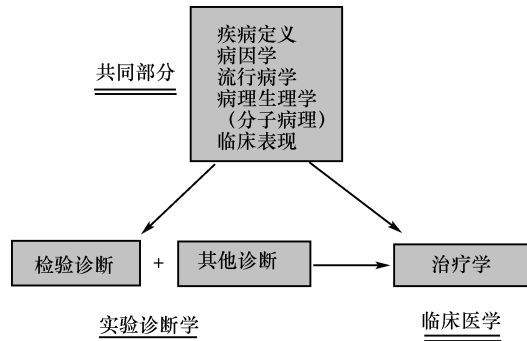 共同部分
疾病定义
病因学
流行病学
病理生理学
（分子病理）
临床表现
检验诊断
+
其他诊断
治疗学
实验诊断学
临床医学